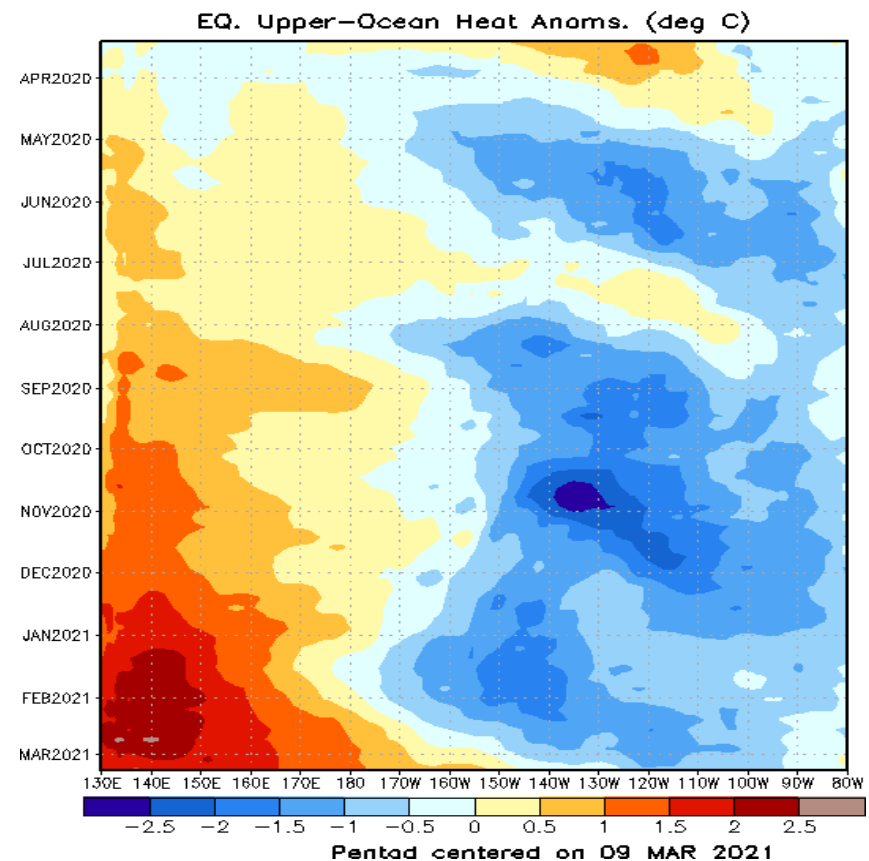 EQ. Upper-Ocean Heat Anoms. (deg C)
APR2020
MAY2020
JUN2020
JUL2020
AUG2020
SEP2020
OCT2020
NOV2020
DEC2020
JAN2021
FEB2021
MAR2021
130E 140E 150E 160E 170E 180 170W 160W 150W 140W 130W 120W 110W 100W 90W 80W
-2.5 -2 -1.5 -1 -0.5 0 0.5 1 1.5 2 2.5
Pentad centered on 09 MAR 2021